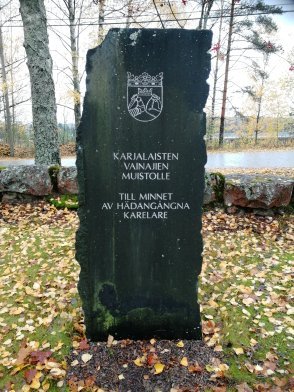 KARJALAISTEN
VAINAJIEN
MUISTOLLE
TILL MINNET
AV HÄDANGÅNGNA
KARELARE